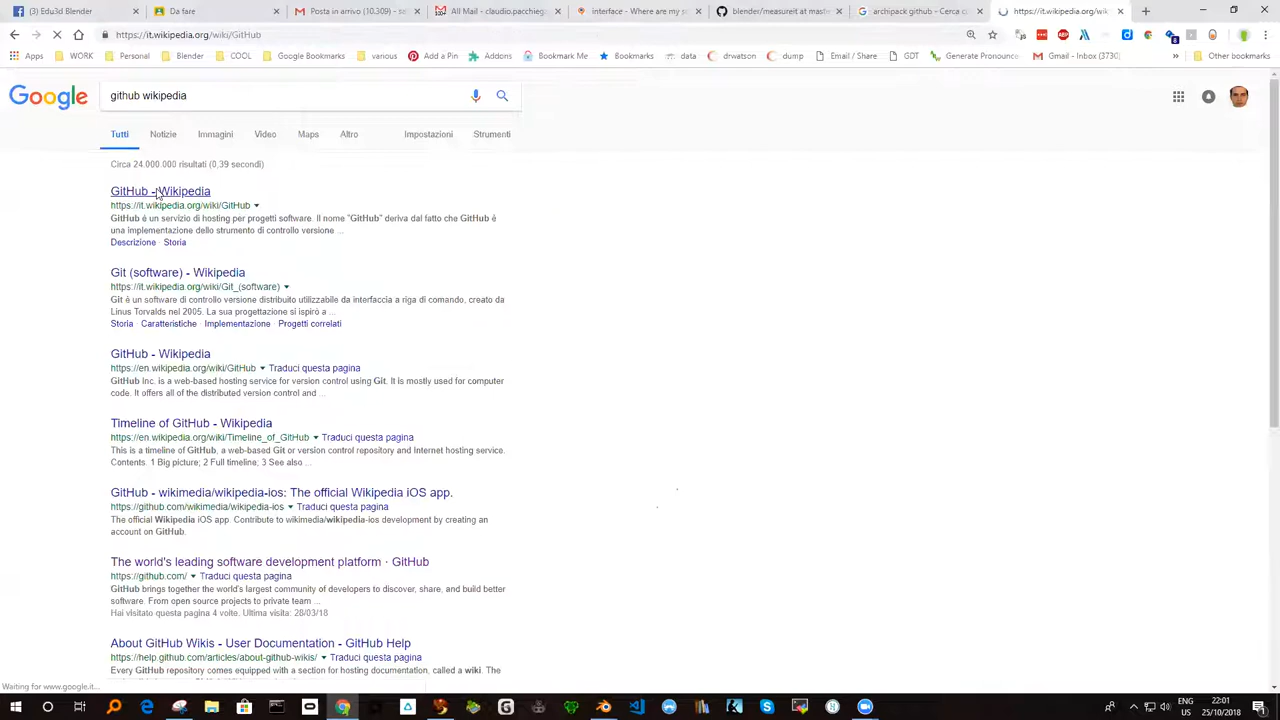 (3) Edu3d Blender
Da fare
Posta in arrivo (10.309) - sal
All Mail - claudio.pacchieg
interface - Where are my s
blender/measureit at maste
archipack github - Cerca co
https://it.wikipedia.org/wi
https://it.wikipedia.org/wiki/GitHub
Apps WORK Personal Blender COOL Google Bookmarks various Add a Pin Addons Bookmark Me Bookmarks data drwatson dump Email / Share GDT Generate Pronounce Gmail - Inbox (3730) » Other bookmarks
Google
github wikipedia
Tutti Notizie Immagini Video Maps Altro Impostazioni Strumenti
Circa 24.000.000 risultati (0,39 secondi)
GitHub - Wikipedia
https://it.wikipedia.org/wiki/GitHub
GitHub è un servizio di hosting per progetti software. Il nome "GitHub" deriva dal fatto che GitHub è
una implementazione dello strumento di controllo versione ...
Descrizione · Storia
Git (software) - Wikipedia
https://it.wikipedia.org/wiki/Git_(software)
Git è un software di controllo versione distribuito utilizzabile da interfaccia a riga di comando, creato da
Linus Torvalds nel 2005. La sua progettazione si ispirò a ...
Storia · Caratteristiche · Implementazione · Progetti correlati
GitHub - Wikipedia
https://en.wikipedia.org/wiki/GitHub Traduci questa pagina
GitHub Inc. is a web-based hosting service for version control using Git. It is mostly used for computer
code. It offers all of the distributed version control and ...
Timeline of GitHub - Wikipedia
https://en.wikipedia.org/wiki/Timeline_of_GitHub Traduci questa pagina
This is a timeline of GitHub, a web-based Git or version control repository and Internet hosting service.
Contents. 1 Big picture; 2 Full timeline; 3 See also ...
GitHub - wikimedia/wikipedia-ios: The official Wikipedia iOS app.
https://github.com/wikimedia/wikipedia-ios Traduci questa pagina
The official Wikipedia iOS app. Contribute to wikimedia/wikipedia-ios development by creating an
account on GitHub.
The world's leading software development platform · GitHub
https://github.com/ Traduci questa pagina
GitHub brings together the world's largest community of developers to discover, share, and build better
software. From open source projects to private team ...
Hai visitato questa pagina 4 volte. Ultima visita: 28/03/18
About GitHub Wikis - User Documentation - GitHub Help
https://help.github.com/articles/about-github-wikis/ Traduci questa pagina
Every GitHub repository comes equipped with a section for hosting documentation, called a wiki. The
Waiting for www.google.it...
ENG
US
22:01
25/10/2018